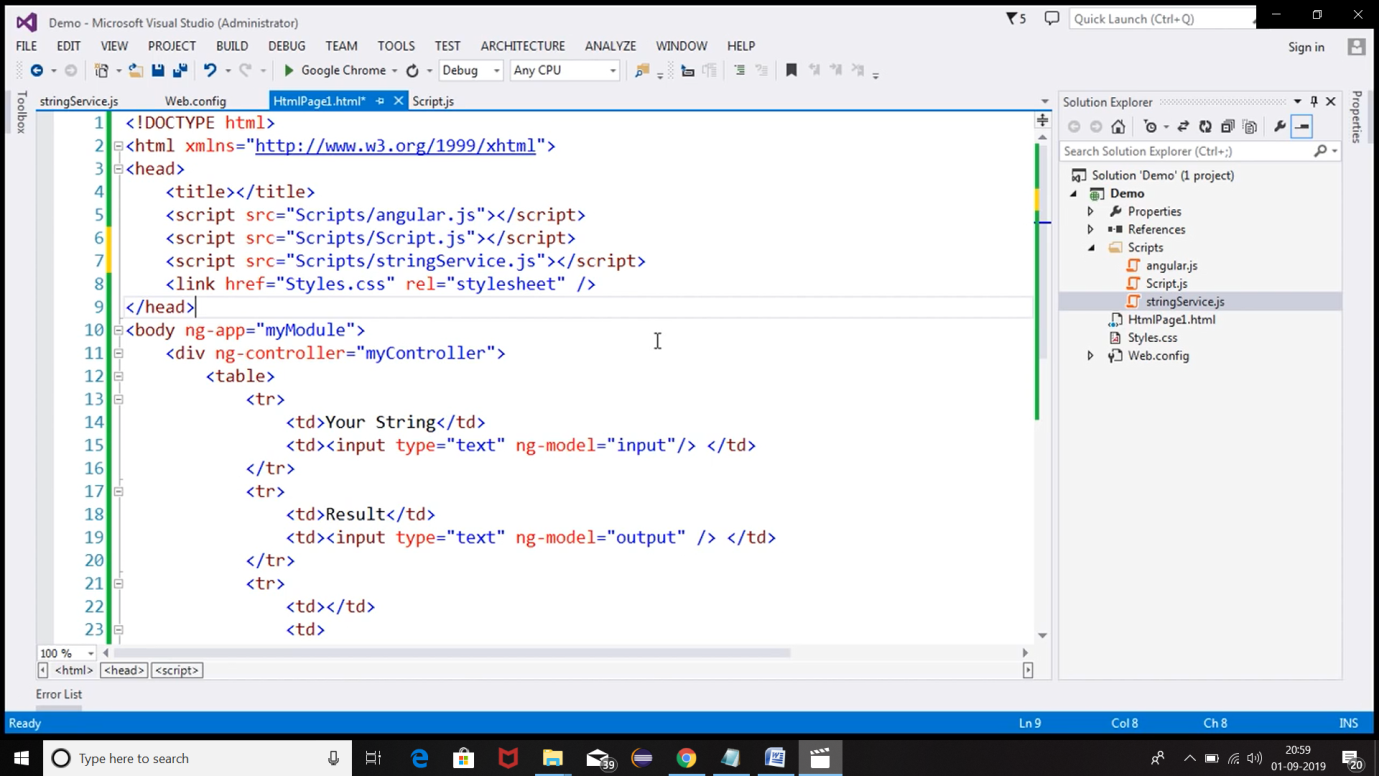 Demo - Microsoft Visual Studio (Administrator)
5
Quick Launch (Ctrl+Q)
FILE EDIT VIEW PROJECT BUILD DEBUG TEAM TOOLS TEST ARCHITECTURE ANALYZE WINDOW HELP
Sign in
Google Chrome Debug Any CPU
Toolbox
stringService.js Web.config HtmlPage1.html* Script.js
1 <!DOCTYPE html>
2 <html xmlns="http://www.w3.org/1999/xhtml">
3 <head>
4 <title></title>
5 <script src="Scripts/angular.js"></script>
6 <script src="Scripts/Script.js"></script>
7 <script src="Scripts/stringService.js"></script>
8 <link href="Styles.css" rel="stylesheet" />
9 </head>
10 <body ng-app="myModule">
11 <div ng-controller="myController">
12 <table>
13 <tr>
14 <td>Your String</td>
15 <td><input type="text" ng-model="input"/> </td>
16 </tr>
17 <tr>
18 <td>Result</td>
19 <td><input type="text" ng-model="output" /> </td>
20 </tr>
21 <tr>
22 <td></td>
23 <td>
100 %
<html> <head> <script>
Error List
Ready Ln 9 Col 8 Ch 8 INS
Solution Explorer
Search Solution Explorer (Ctrl+;)
Solution 'Demo' (1 project)
Demo
Properties
References
Scripts
angular.js
Script.js
stringService.js
HtmlPage1.html
Styles.css
Web.config
Properties
Type here to search
39
20:59
01-09-2019
20